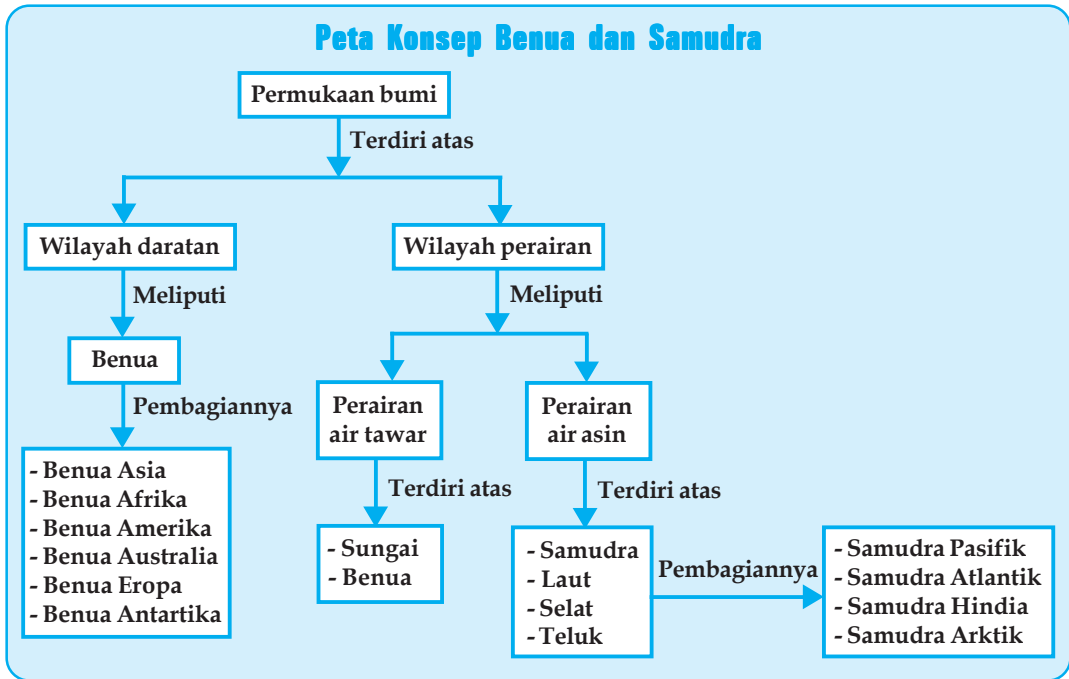 Peta Konsep Benua dan Samudra
Permukaan bumi
Terdiri atas
Wilayah daratan
Wilayah perairan
Meliputi
Meliputi
Benua
Pembagiannya
Perairan
air tawar
Perairan
air asin
- Benua Asia
- Benua Afrika
- Benua Amerika
- Benua Australia
- Benua Eropa
- Benua Antartika
Terdiri atas
Terdiri atas
- Sungai
- Benua
- Samudra
- Laut
- Selat
- Teluk
Pembagiannya
- Samudra Pasifik
- Samudra Atlantik
- Samudra Hindia
- Samudra Arktik